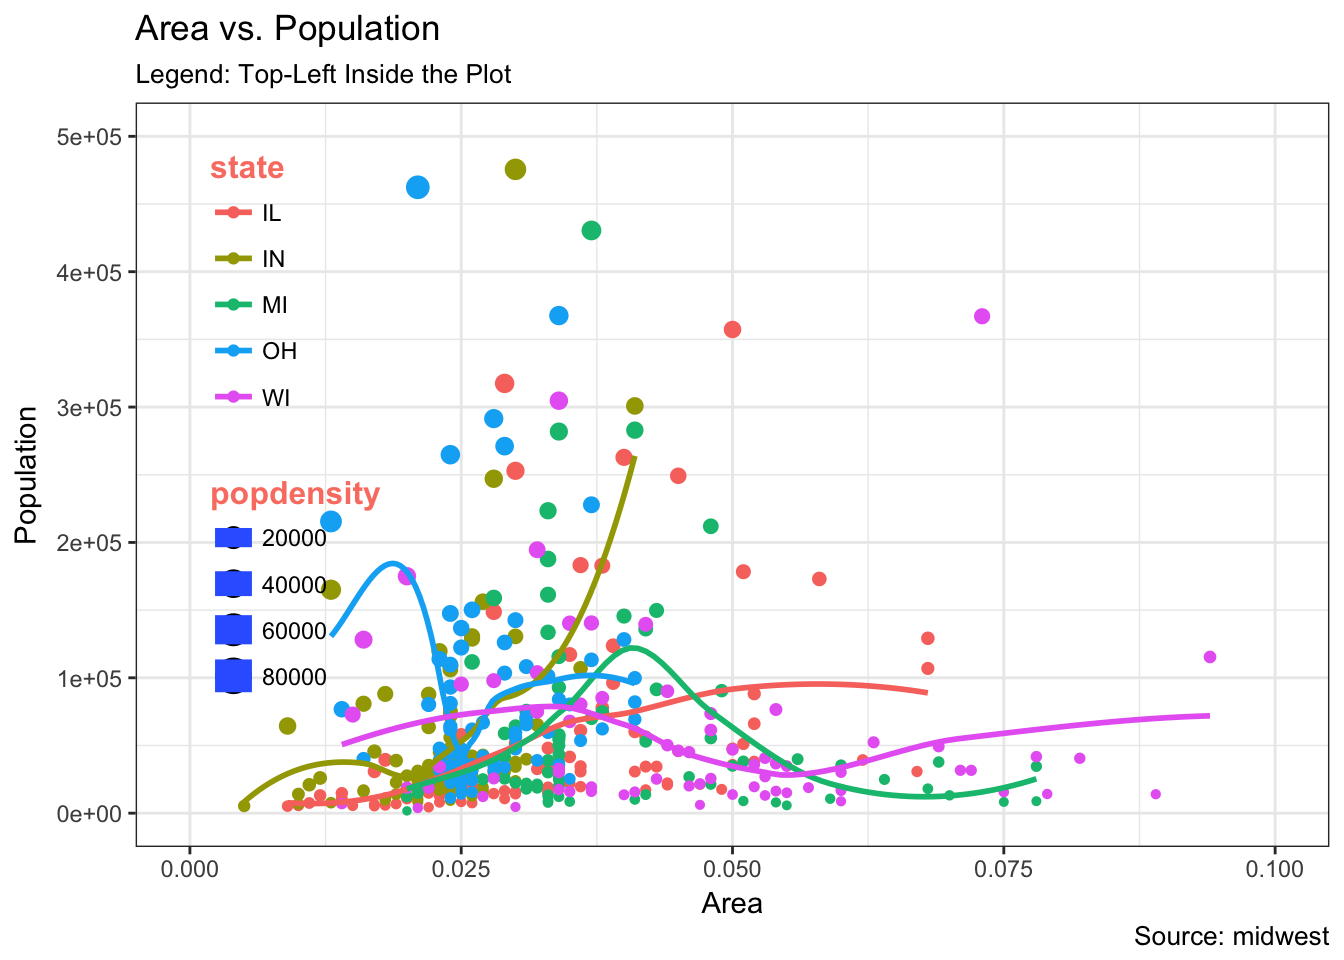 Area vs. Population
Legend: Top-Left Inside the Plot
5e+05
4e+05
3e+05
2e+05
1e+05
0e+00
Population
state
IL
IN
MI
OH
WI
popdensity
20000
40000
60000
80000
0.000
0.025
0.050
0.075
0.100
Area
Source: midwest